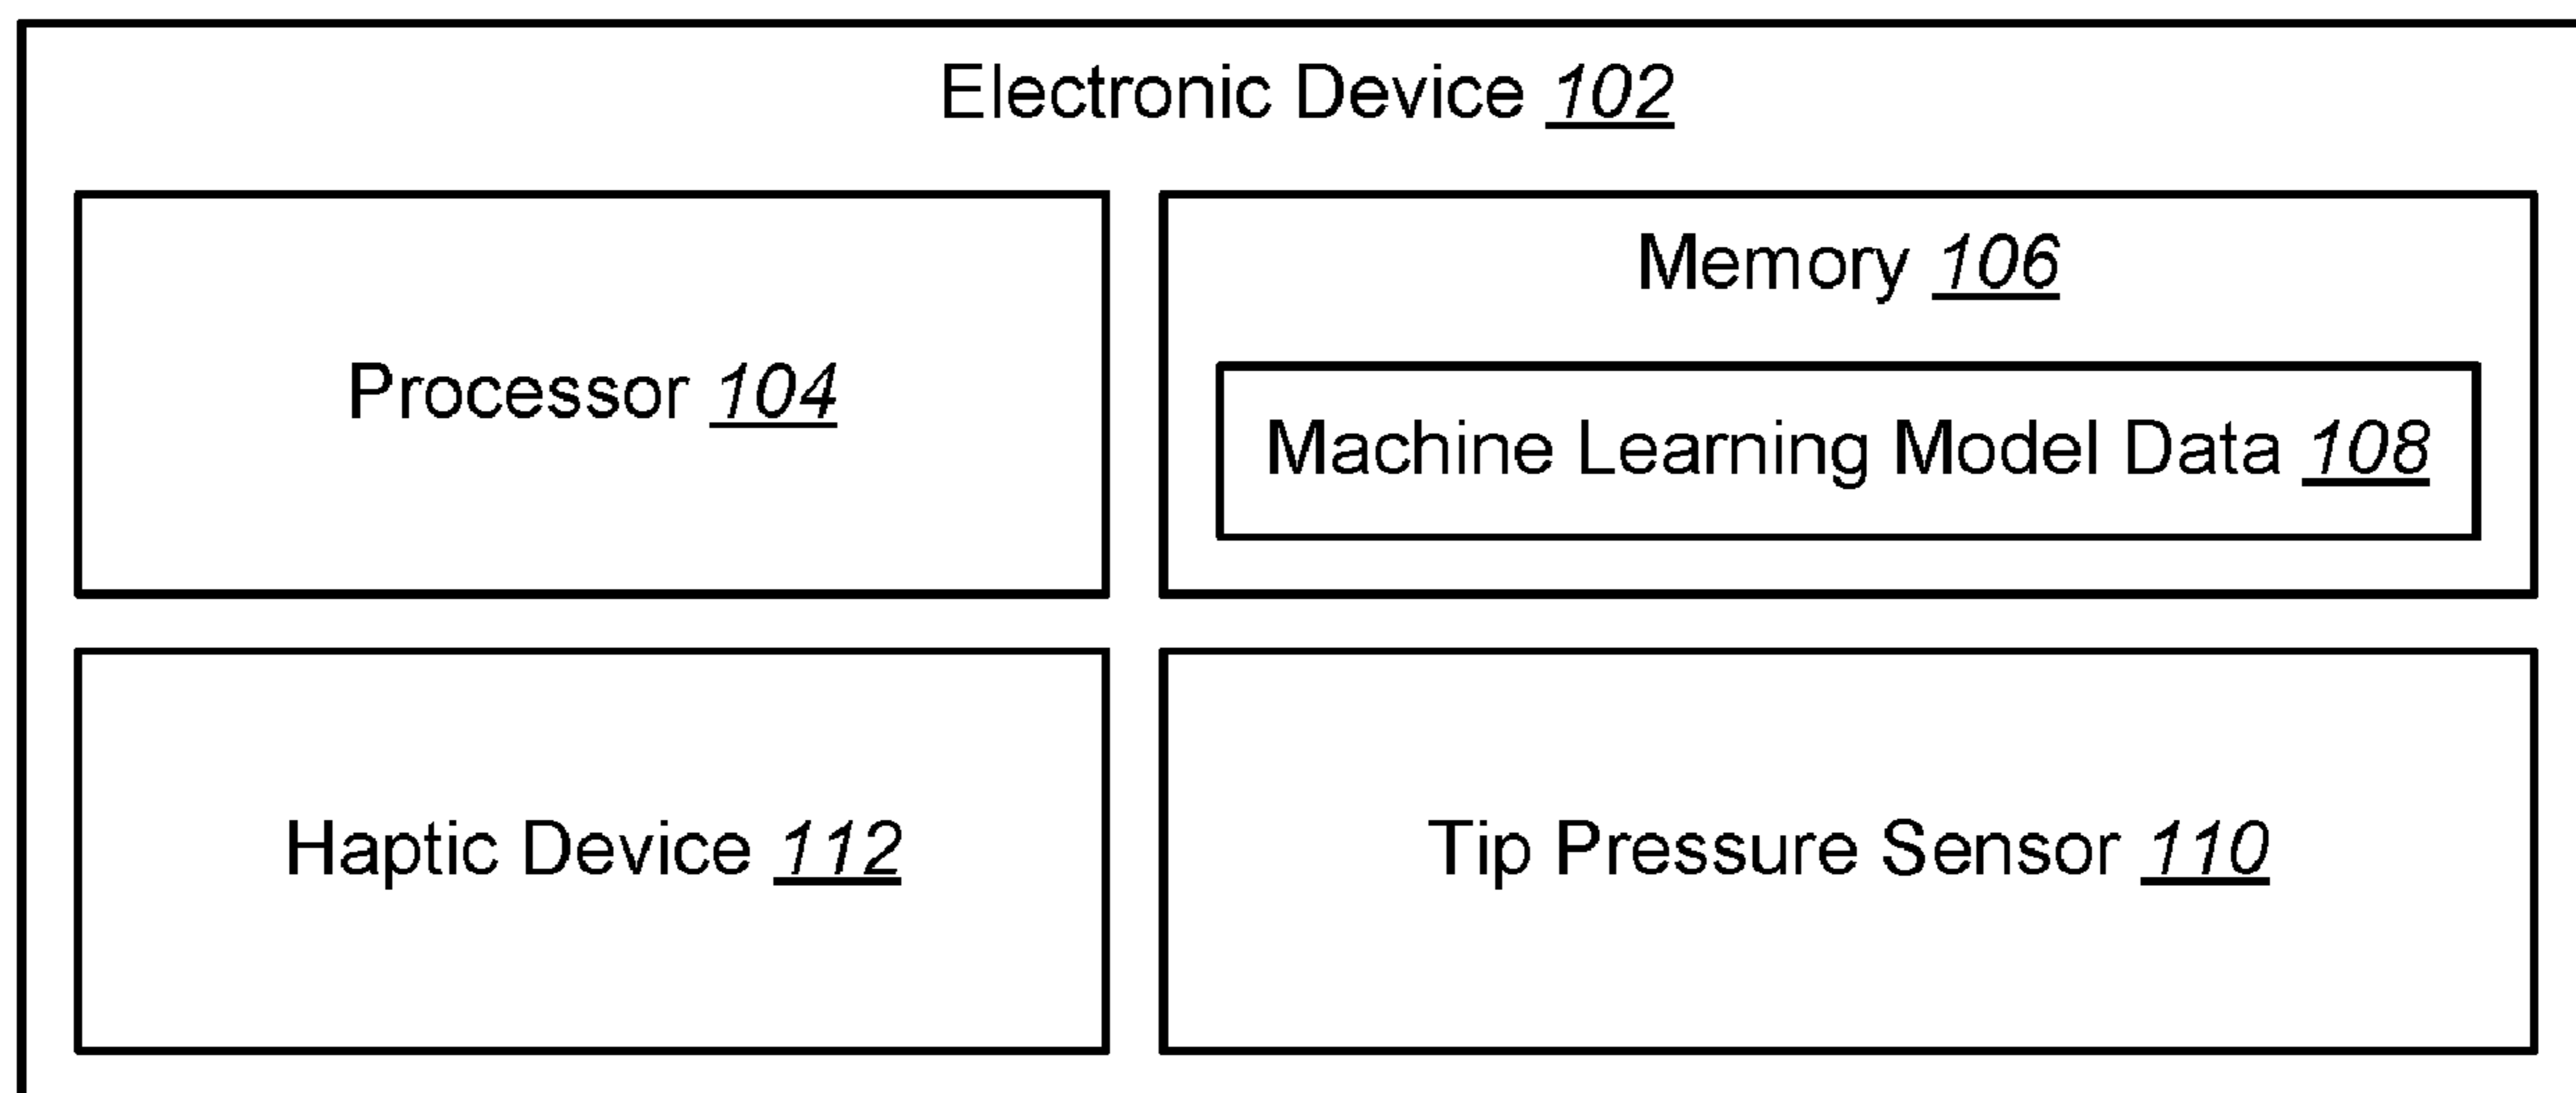 Electronic Device 102
Processor 104
Memory 106
Machine Learning Model Data 108
Haptic Device 112
Tip Pressure Sensor 110